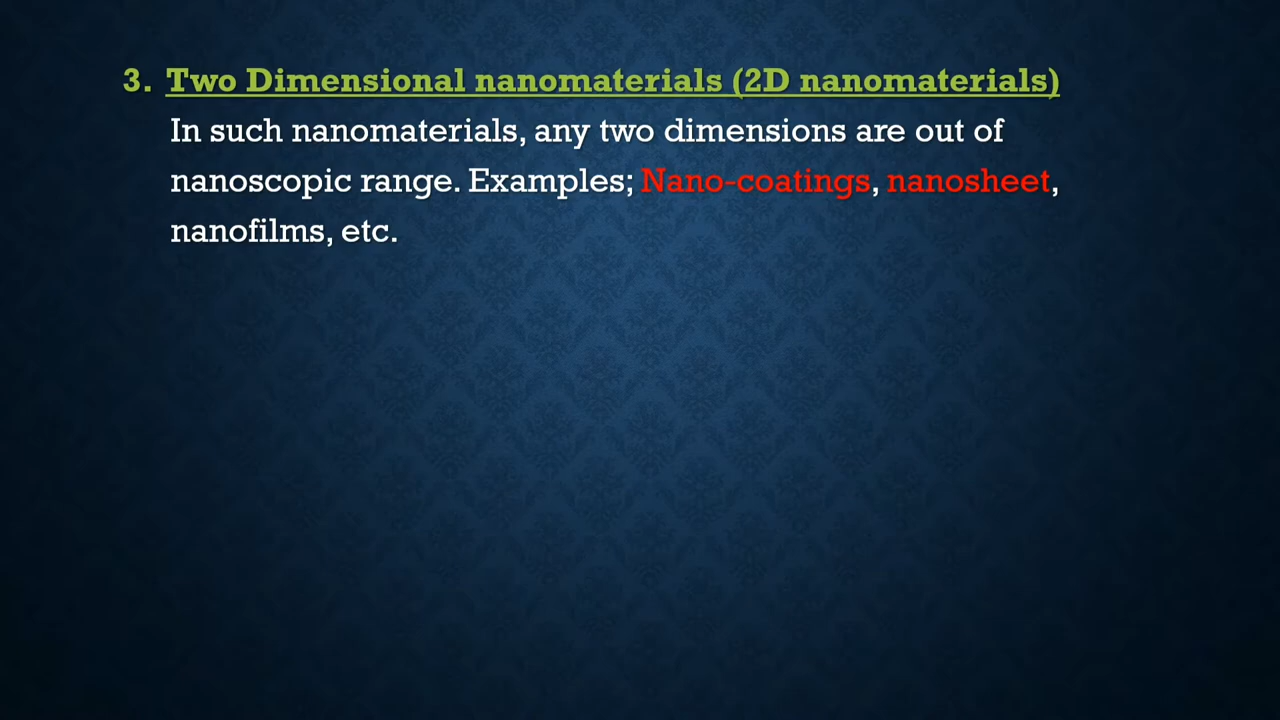 3. Two Dimensional nanomaterials (2D nanomaterials)
In such nanomaterials, any two dimensions are out of
nanoscopic range. Examples; Nano-coatings, nanosheet,
nanofilms, etc.